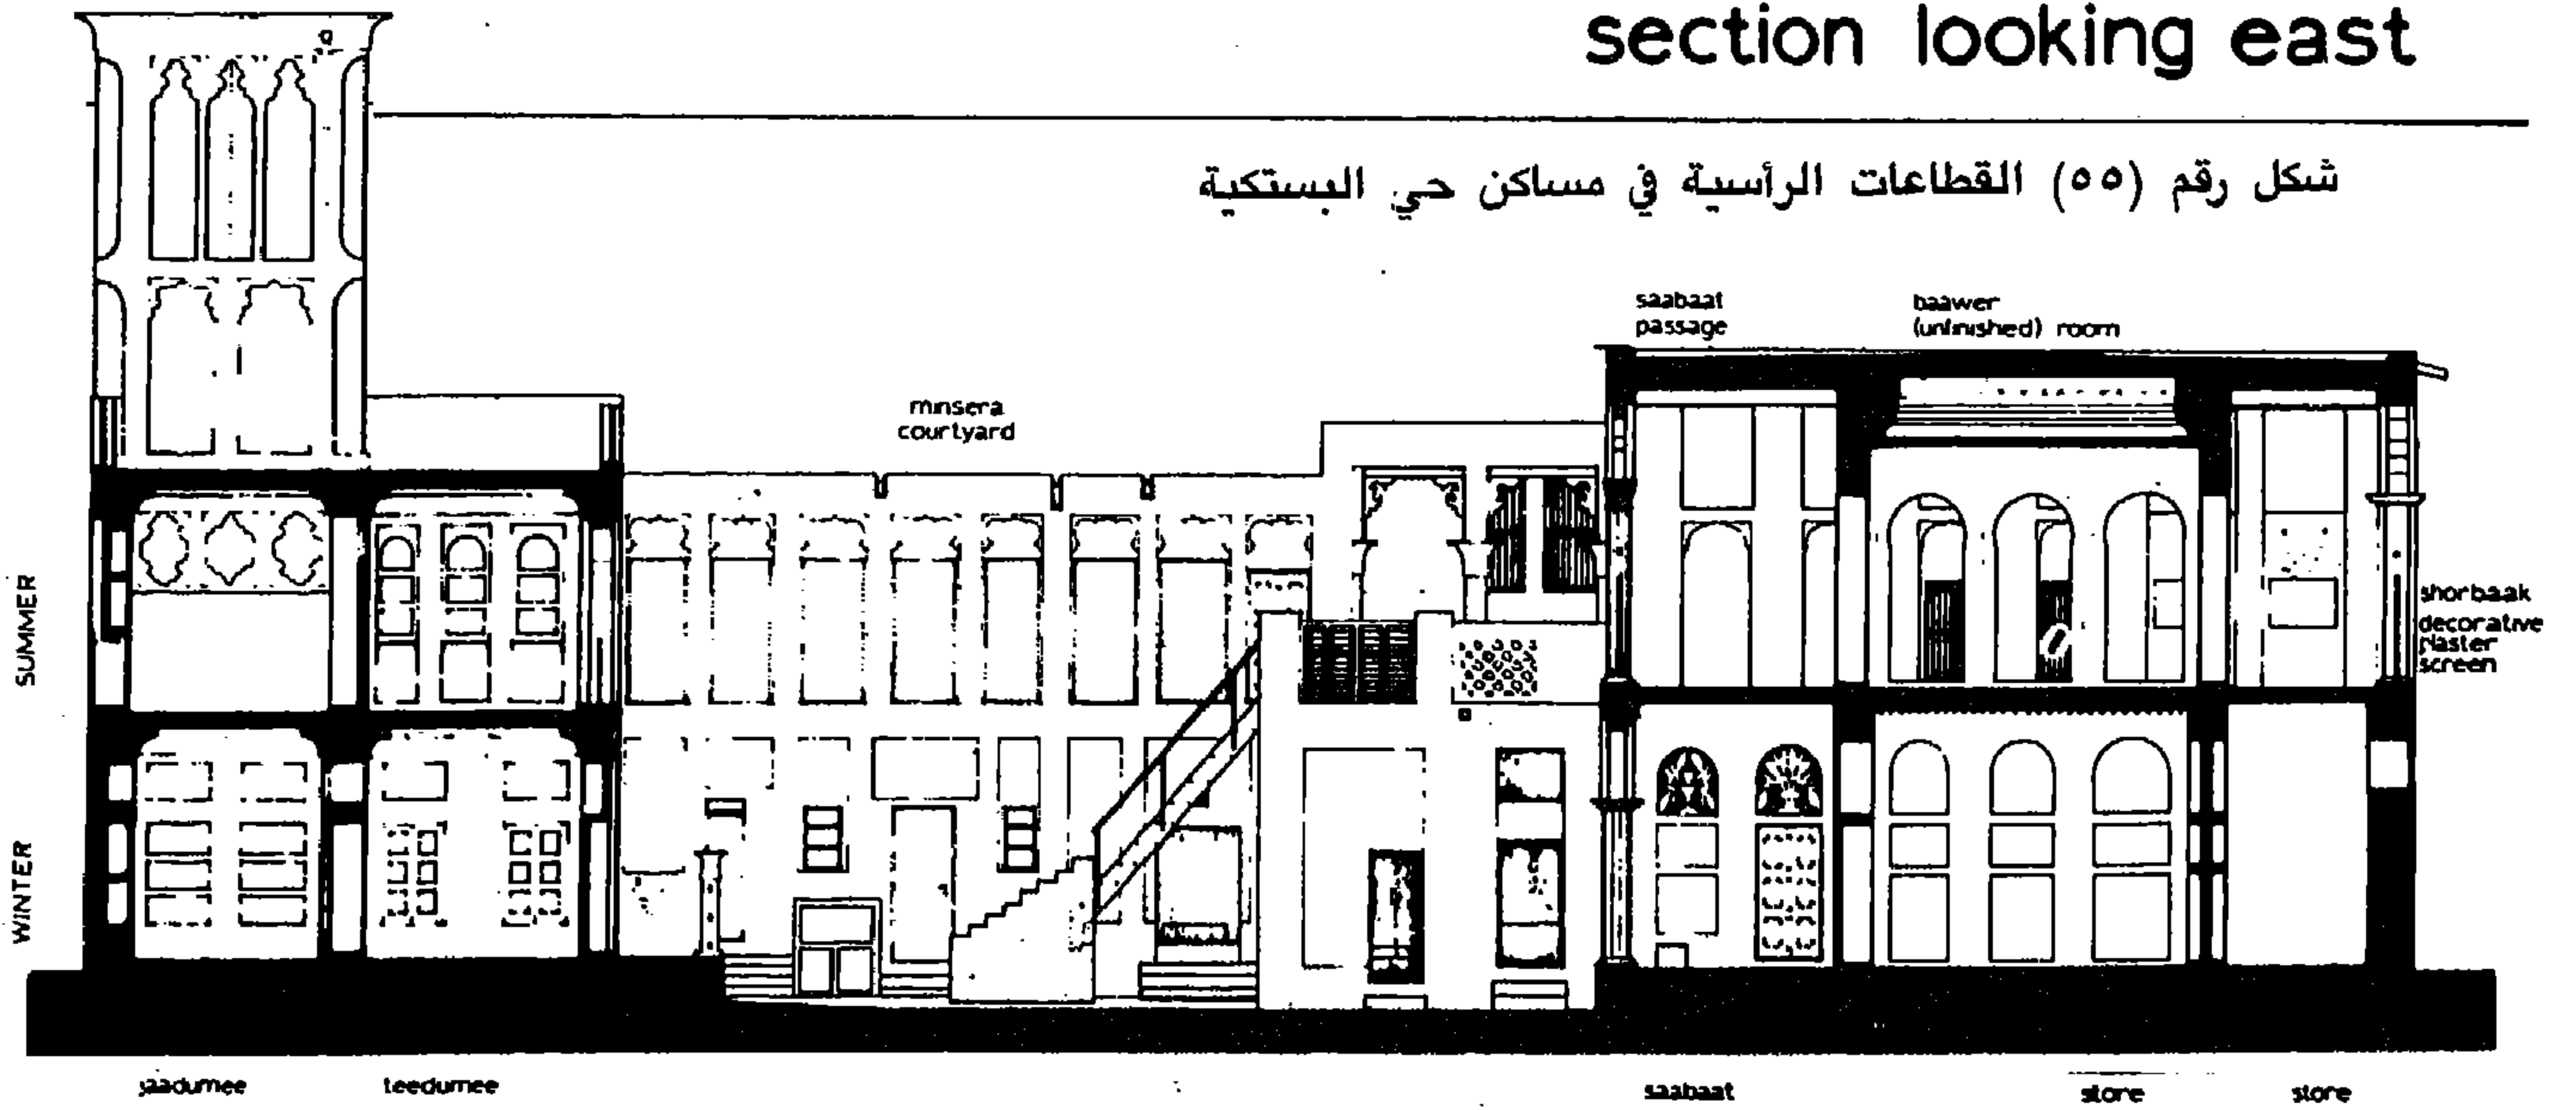 section looking east
شكل رقم (٥٥) القطاعات الرأسية في مساكن حي البستكية
saabaat
passage
baawer
(unfinished) room
minsera
courtyard
SUMMER
shorbaak
decorative
plaster
screen
WINTER
teedumee
saabaat
store
store